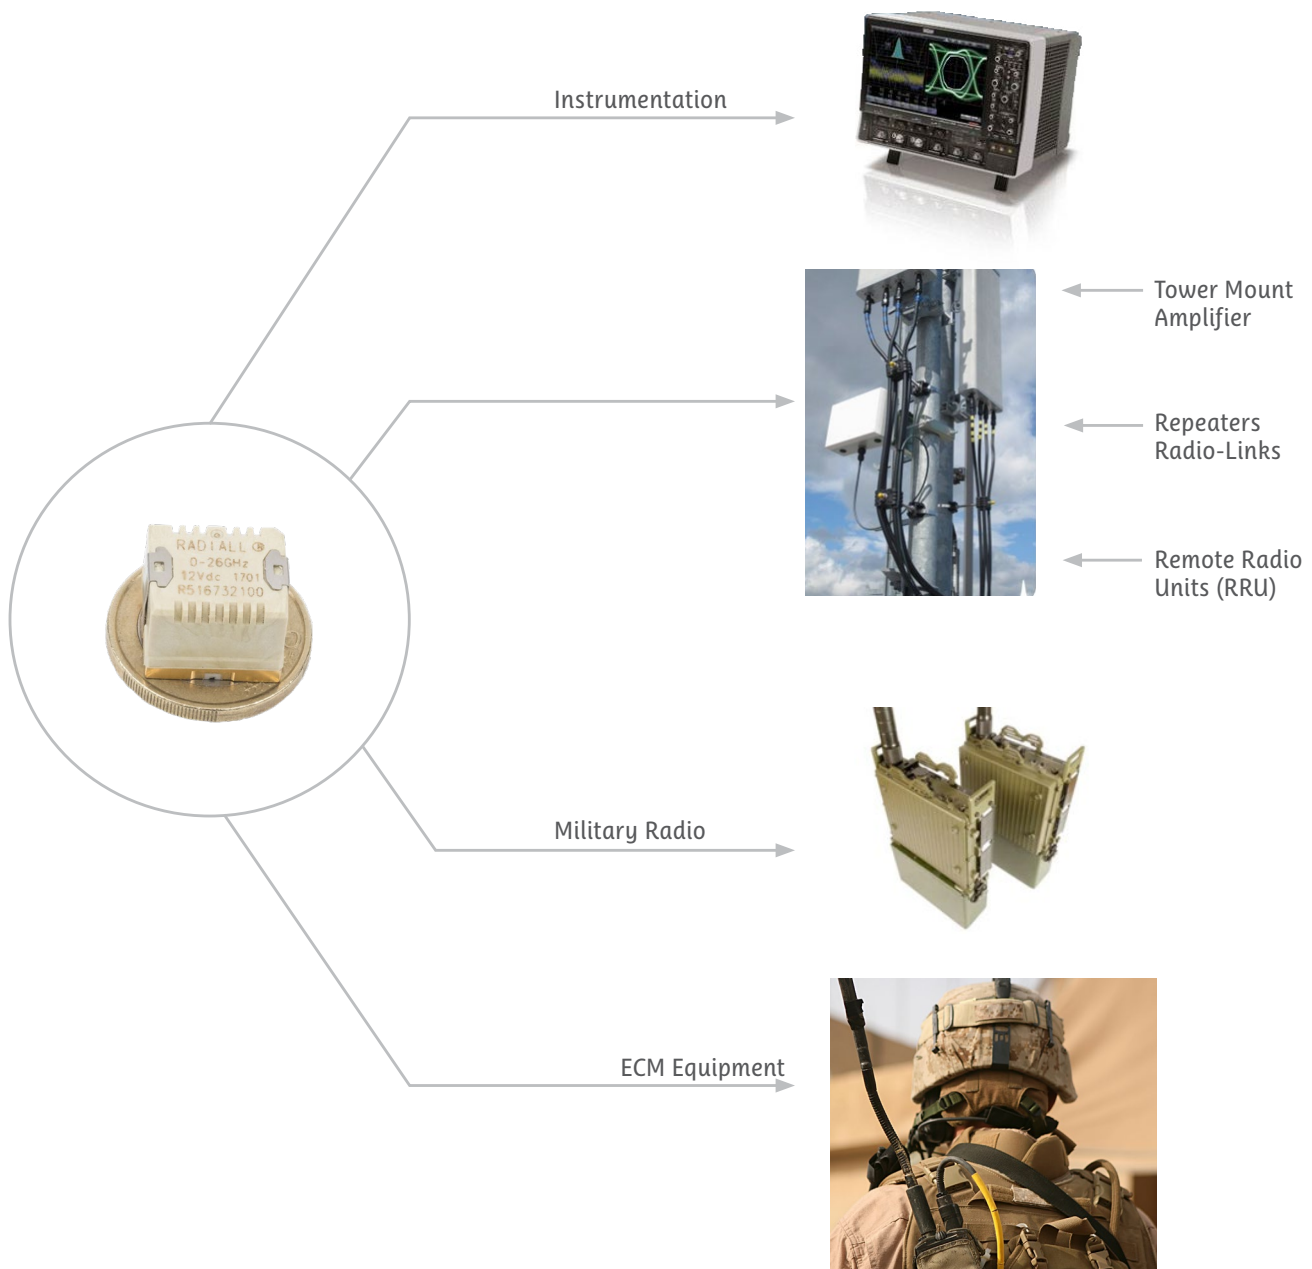 Instrumentation
Tower Mount
Amplifier
Repeaters
Radio-Links
Remote Radio
Units (RRU)
RADIALL ®
0-26GHz
12Vdc 1701
R516732100
Military Radio
ECM Equipment